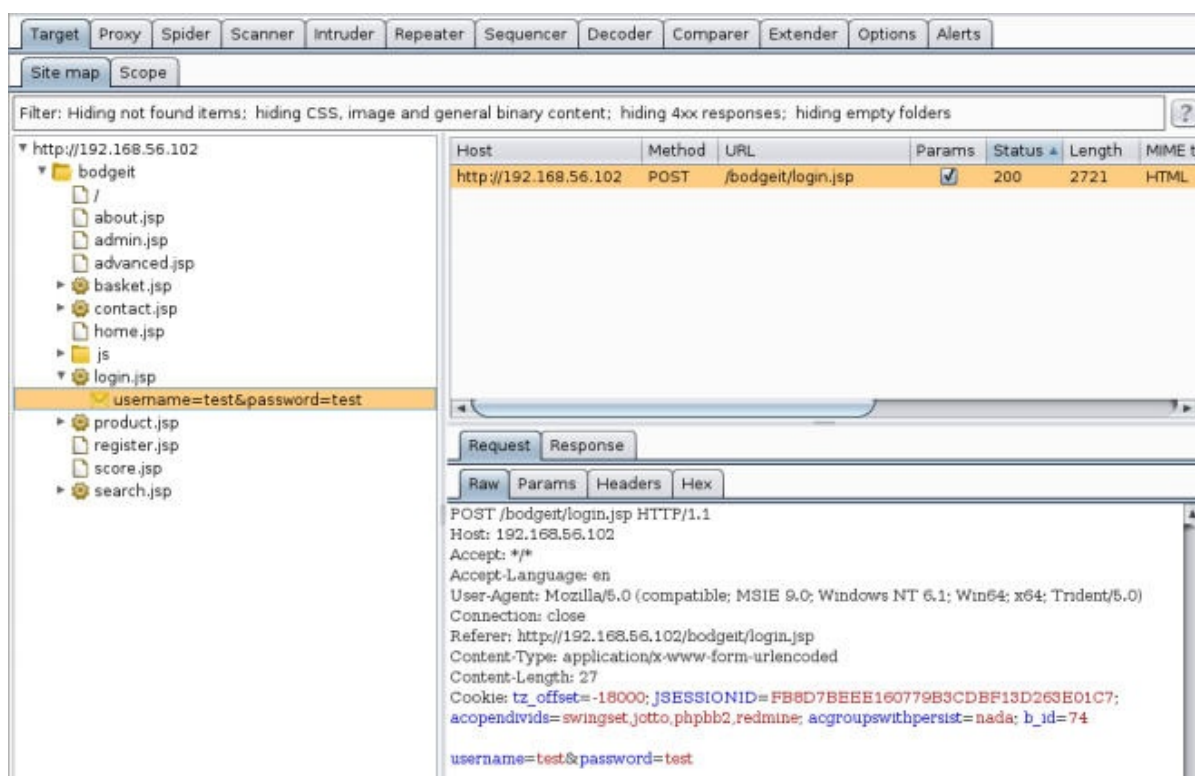 Target Proxy Spider Scanner Intruder Repeater Sequencer Decoder Comparer Extender Options Alerts
Site map Scope
Filter: Hiding not found items; hiding CSS, image and general binary content; hiding 4xx responses; hiding empty folders
?
http://192.168.56.102
bodgeit
/
about.jsp
admin.jsp
advanced.jsp
basket.jsp
contact.jsp
home.jsp
js
login.jsp
username=test&password=test
product.jsp
register.jsp
score.jsp
search.jsp
Host Method URL Params Status Length MIME t
http://192.168.56.102 POST /bodgeit/login.jsp 200 2721 HTML
Request Response
Raw Params Headers Hex
POST /bodgeit/login.jsp HTTP/1.1
Host: 192.168.56.102
Accept: */*
Accept-Language: en
User-Agent: Mozilla/5.0 (compatible; MSIE 9.0; Windows NT 6.1; Win64; x64; Trident/5.0)
Connection: close
Referer: http://192.168.56.102/bodgeit/login.jsp
Content-Type: application/x-www-form-urlencoded
Content-Length: 27
Cookie: tz_offset=-18000; JSESSIONID=FB8D7BEEE160779B3CDBF13D263E01C7;
acopendivids=swingset,jotto,phpbb2,redmine; acgroupswithpersist=nada; b_id=74
username=test&password=test